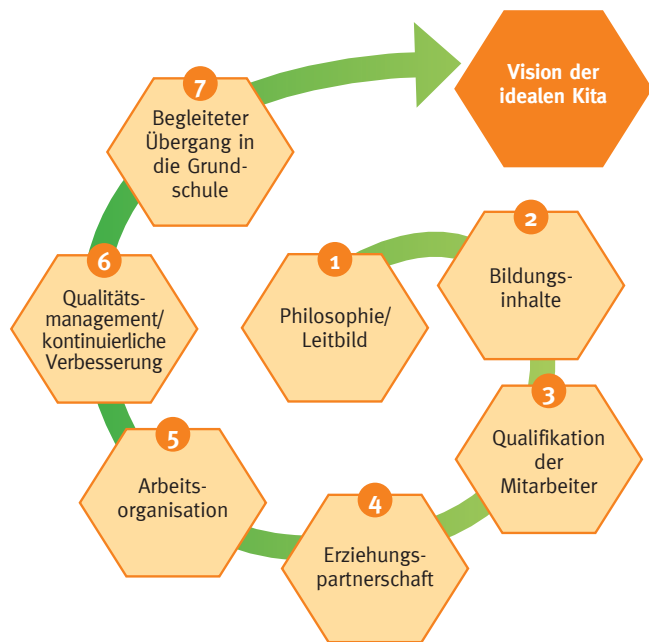 1
Philosophie/
Leitbild
2
Bildungs-
inhalte
3
Qualifikation
der
Mitarbeiter
4
Erziehungs-
partnerschaft
5
Arbeits-
organisation
6
Qualitäts-
management/
kontinuierliche
Verbesserung
7
Begleiteter
Übergang in
die Grund-
schule
Vision der
idealen Kita